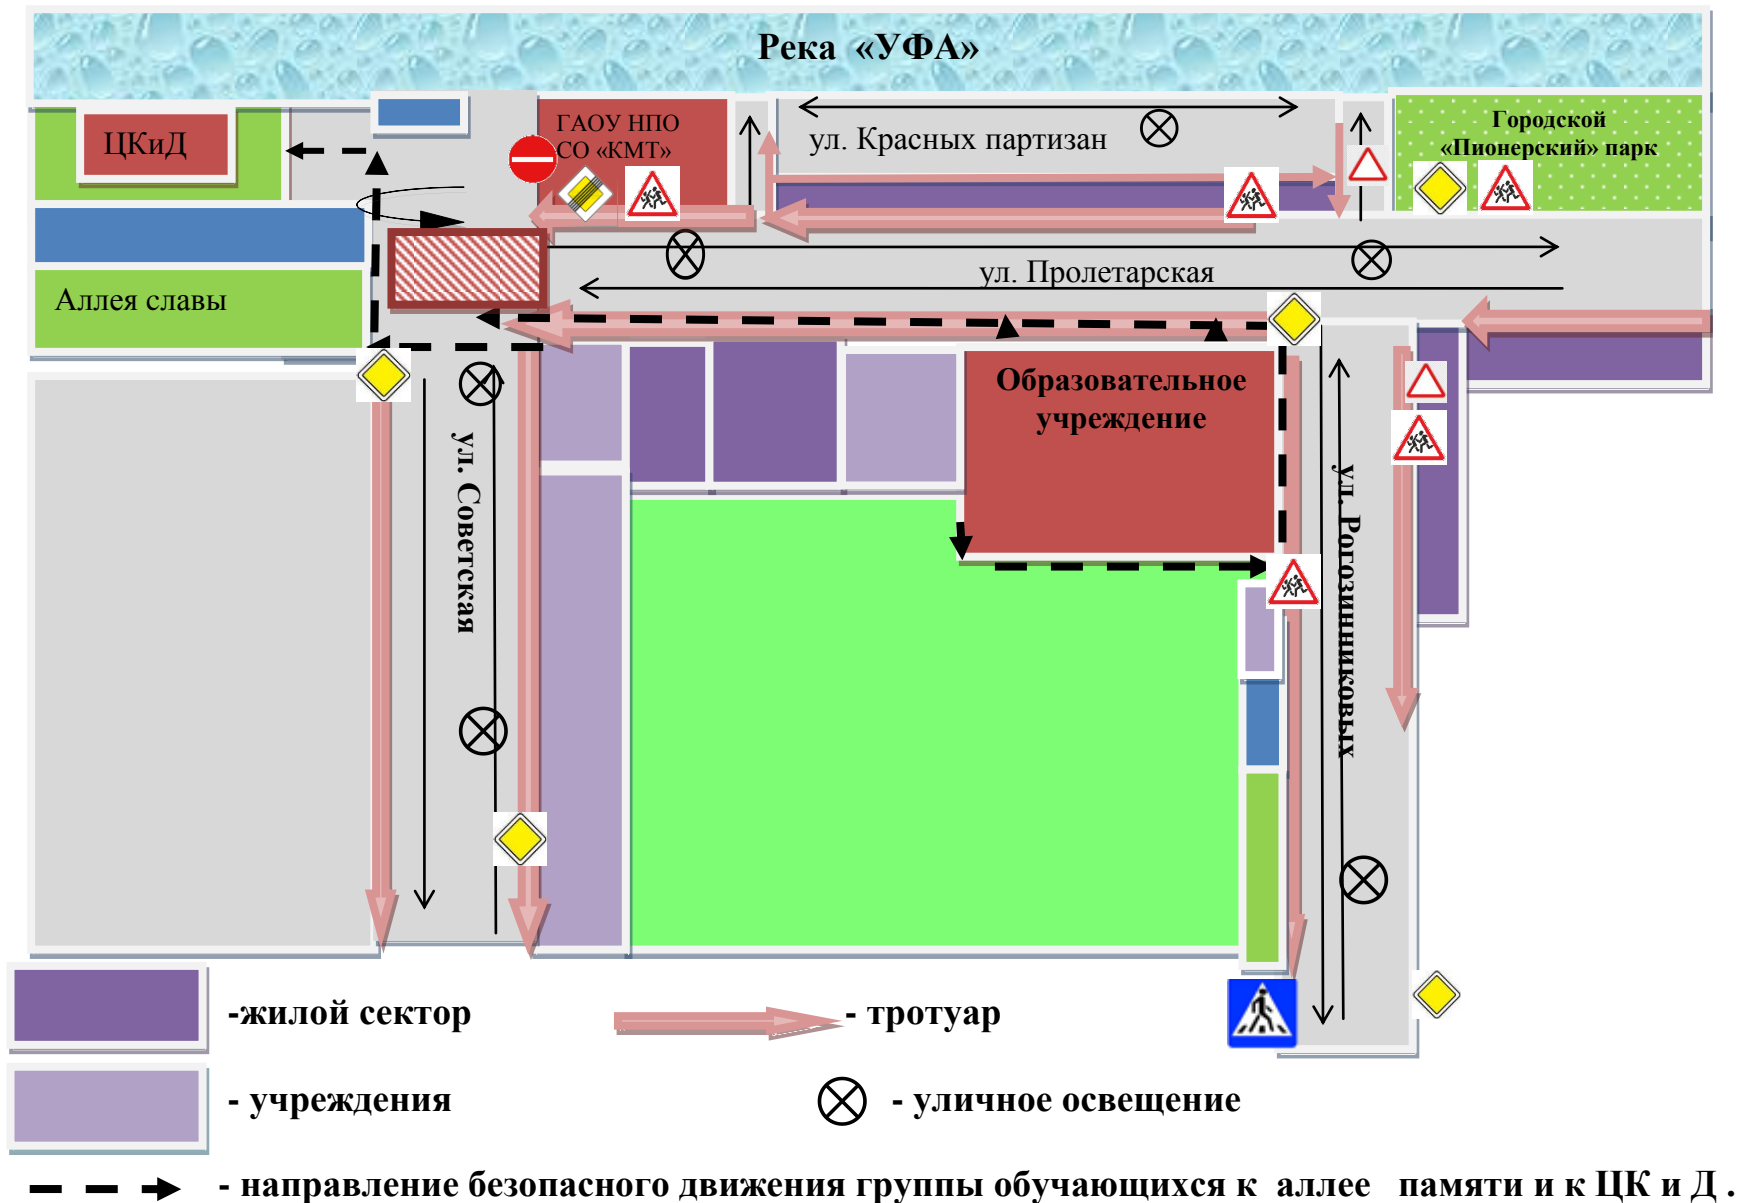 Река «УФА»
ЦКиД
ГАОУ НПО
СО «КМТ»
ул. Красных партизан
Городской
«Пионерский» парк
ул. Пролетарская
Аллея славы
Образовательное
учреждение
ул. Советская
ул. Рогозинниковых
-жилой сектор
- тротуар
- учреждения
- уличное освещение
- направление безопасного движения группы обучающихся к аллее памяти и к ЦК и Д .